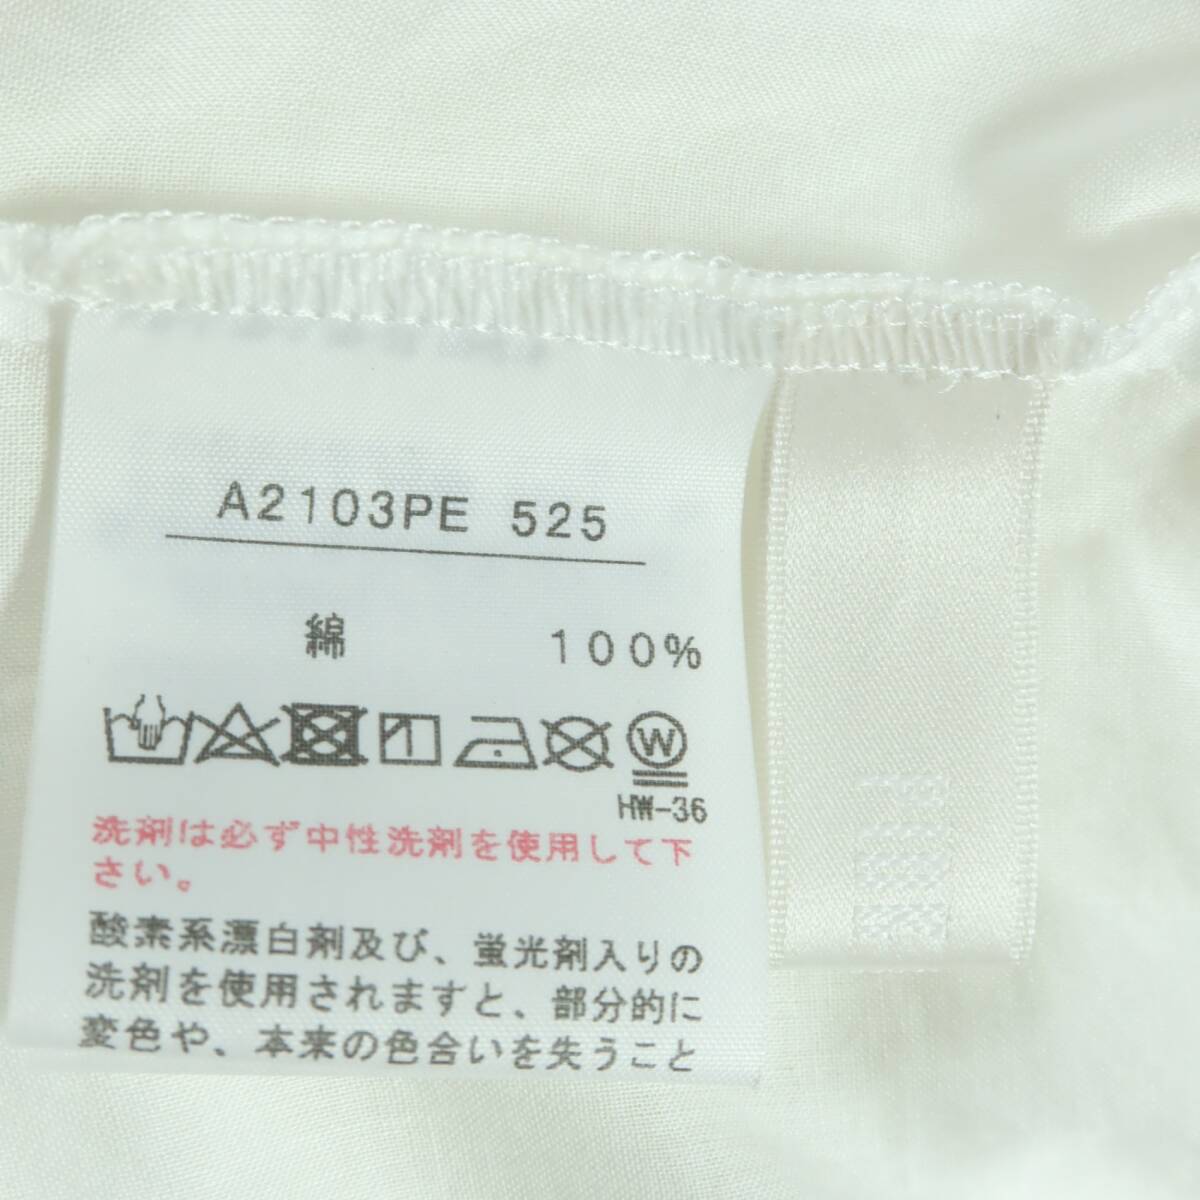 A2103PE 525
綿 100%
W
HW-36
洗剤は必ず中性洗剤を使用して下
さい。
酸素系漂白剤及び、蛍光剤入りの
洗剤を使用されますと、部分的に
変色や、本来の色合いを失うこと